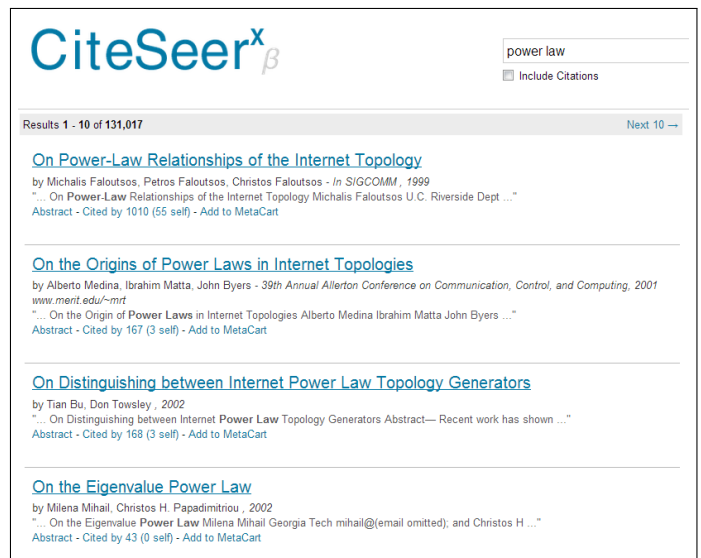 CiteSeerx β
power law
Include Citations
Results 1 - 10 of 131,017
Next 10 →
On Power-Law Relationships of the Internet Topology
by Michalis Faloutsos, Petros Faloutsos, Christos Faloutsos - In SIGCOMM , 1999
"... On Power-Law Relationships of the Internet Topology Michalis Faloutsos U.C. Riverside Dept ..."
Abstract - Cited by 1010 (55 self) - Add to MetaCart
On the Origins of Power Laws in Internet Topologies
by Alberto Medina, Ibrahim Matta, John Byers - 39th Annual Allerton Conference on Communication, Control, and Computing, 2001
www.merit.edu/~mrt
"... On the Origin of Power Laws in Internet Topologies Alberto Medina Ibrahim Matta John Byers ..."
Abstract - Cited by 167 (3 self) - Add to MetaCart
On Distinguishing between Internet Power Law Topology Generators
by Tian Bu, Don Towsley , 2002
"... On Distinguishing between Internet Power Law Topology Generators Abstract— Recent work has shown ..."
Abstract - Cited by 168 (3 self) - Add to MetaCart
On the Eigenvalue Power Law
by Milena Mihail, Christos H. Papadimitriou , 2002
"... On the Eigenvalue Power Law Milena Mihail Georgia Tech mihail@(email omitted); and Christos H ..."
Abstract - Cited by 43 (0 self) - Add to MetaCart